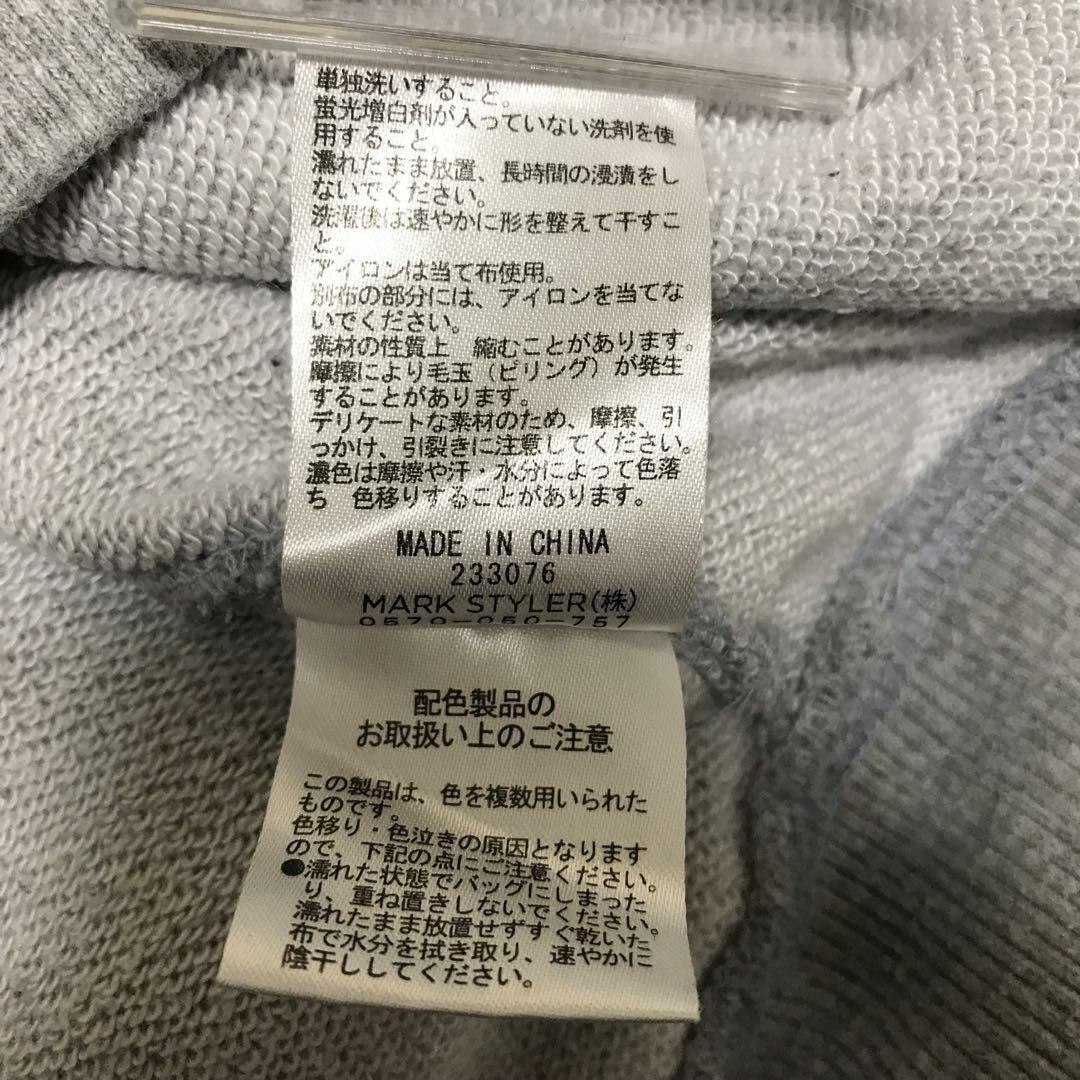 単独洗いすること。
蛍光増白剤が入っていない洗剤を使
用すること。
濡れたまま放置、長時間の浸漬をし
ないでください。
洗濯後は速やかに形を整えて干すこ
と。
アイロンは当て布使用。
別布の部分には、アイロンを当てな
いでください。
素材の性質上　縮むことがあります。
摩擦により毛玉（ピリング）が発生
することがあります。
デリケートな素材のため、摩擦、引
っかけ、引裂きに注意してください。
濃色は摩擦や汗・水分によって色落
ち　色移りすることがあります。
MADE IN CHINA
233076
MARK STYLER(株)
0570-050-757
配色製品の
お取扱い上のご注意
この製品は、色を複数用いられた
ものです。
色移り・色泣きの原因となります
ので、下記の点にご注意ください。
●濡れた状態でバッグにしまった
り、重ね置きしないでください。
濡れたまま放置せずすぐ乾いた
布で水分を拭き取り、速やかに
陰干ししてください。